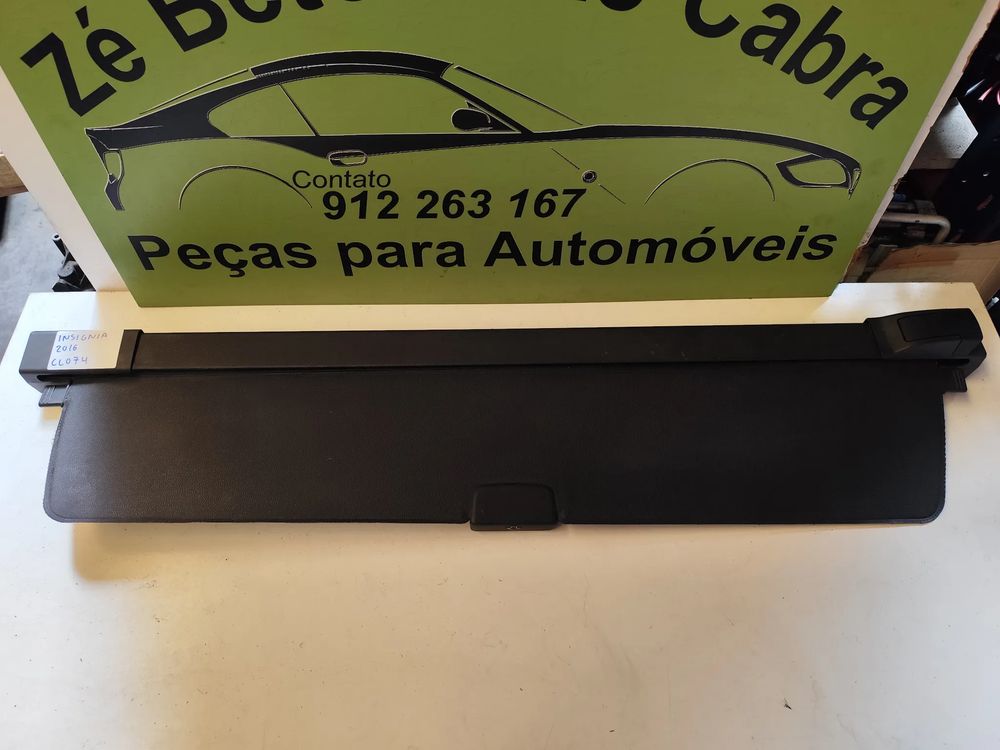 Zé Cabra
Contato
912 263 167
Peças para Automóveis
INSIGNIA
2016
CL074